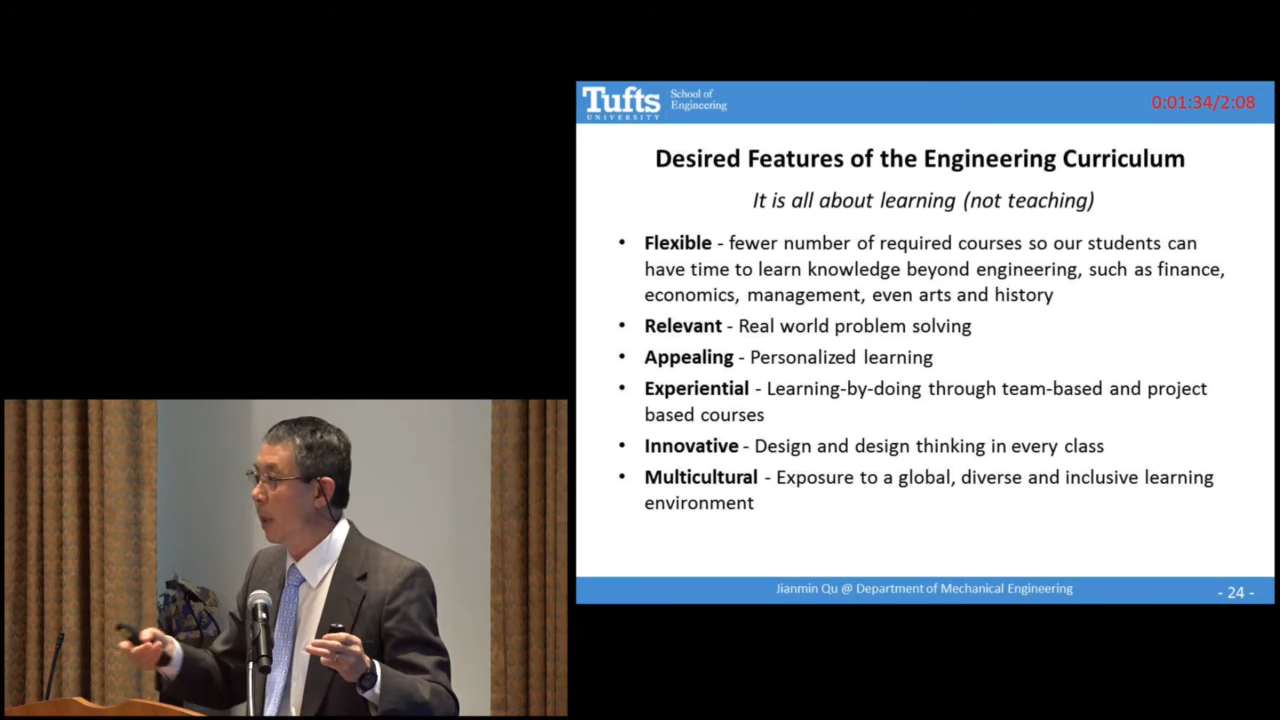 Tufts
UNIVERSITY
School of
Engineering
0:01:34/2:08
Desired Features of the Engineering Curriculum
It is all about learning (not teaching)
• Flexible - fewer number of required courses so our students can
have time to learn knowledge beyond engineering, such as finance,
economics, management, even arts and history
• Relevant - Real world problem solving
• Appealing - Personalized learning
• Experiential - Learning-by-doing through team-based and project
based courses
• Innovative - Design and design thinking in every class
• Multicultural - Exposure to a global, diverse and inclusive learning
environment
Jianmin Qu @ Department of Mechanical Engineering
- 24 -